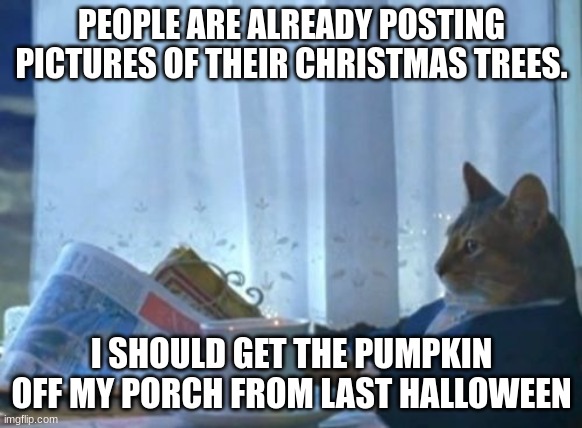 PEOPLE ARE ALREADY POSTING
PICTURES OF THEIR CHRISTMAS TREES.
I SHOULD GET THE PUMPKIN
OFF MY PORCH FROM LAST HALLOWEEN
imgflip.com